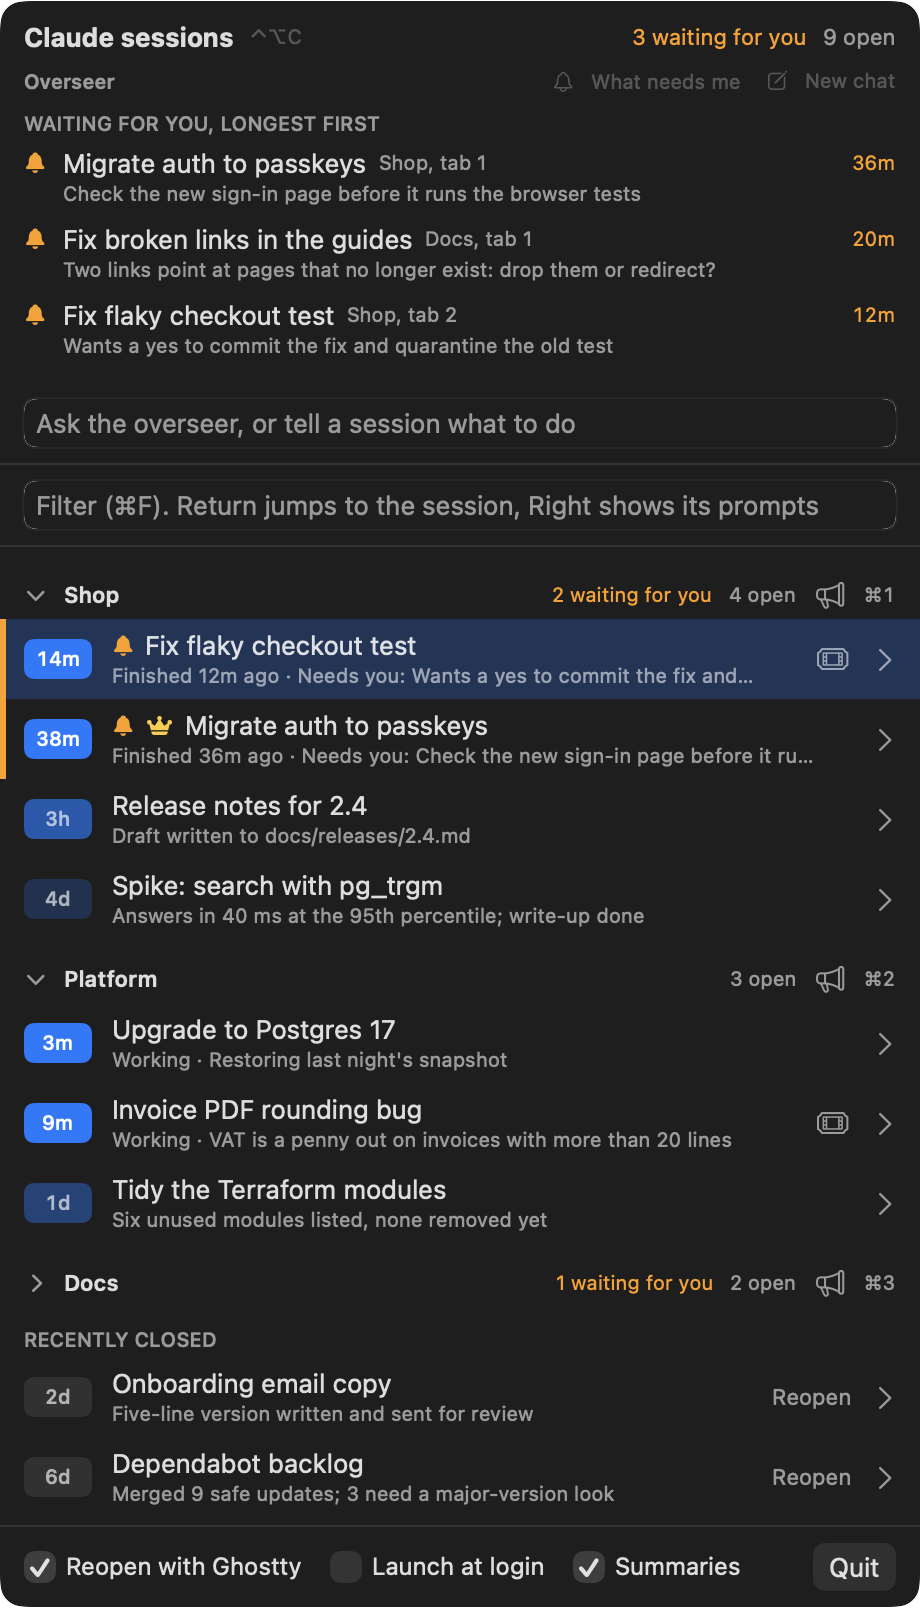 Claude sessions ⌃⌥C 3 waiting for you 9 open
Overseer What needs me New chat
WAITING FOR YOU, LONGEST FIRST
Migrate auth to passkeys Shop, tab 1 36m
Check the new sign-in page before it runs the browser tests
Fix broken links in the guides Docs, tab 1 20m
Two links point at pages that no longer exist: drop them or redirect?
Fix flaky checkout test Shop, tab 2 12m
Wants a yes to commit the fix and quarantine the old test
Ask the overseer, or tell a session what to do
Filter (⌘F). Return jumps to the session, Right shows its prompts
Shop 2 waiting for you 4 open ⌘1
14m Fix flaky checkout test
Finished 12m ago · Needs you: Wants a yes to commit the fix and...
38m Migrate auth to passkeys
Finished 36m ago · Needs you: Check the new sign-in page before it ru...
3h Release notes for 2.4
Draft written to docs/releases/2.4.md
4d Spike: search with pg_trgm
Answers in 40 ms at the 95th percentile; write-up done
Platform 3 open ⌘2
3m Upgrade to Postgres 17
Working · Restoring last night's snapshot
9m Invoice PDF rounding bug
Working · VAT is a penny out on invoices with more than 20 lines
1d Tidy the Terraform modules
Six unused modules listed, none removed yet
Docs 1 waiting for you 2 open ⌘3
RECENTLY CLOSED
2d Onboarding email copy Reopen
Five-line version written and sent for review
6d Dependabot backlog Reopen
Merged 9 safe updates; 3 need a major-version look
Reopen with Ghostty Launch at login Summaries Quit